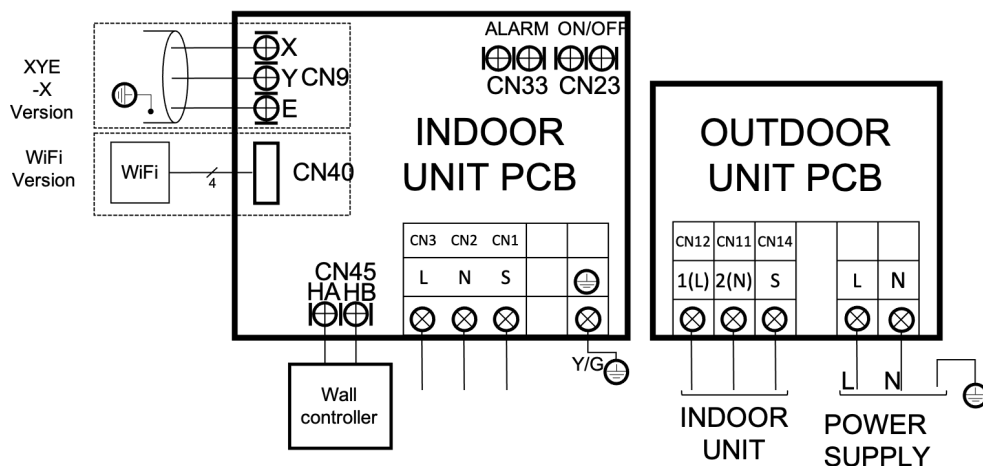 XYE
-X
Version
X
Y CN9
E
WiFi
Version
WiFi
4
CN40
ALARM ON/OFF
CN33 CN23
INDOOR
UNIT PCB
CN3 CN2 CN1
L N S
CN45
HA HB
Wall
controller
Y/G
OUTDOOR
UNIT PCB
CN12 CN11 CN14
1(L) 2(N) S L N
INDOOR
UNIT
L N
POWER
SUPPLY